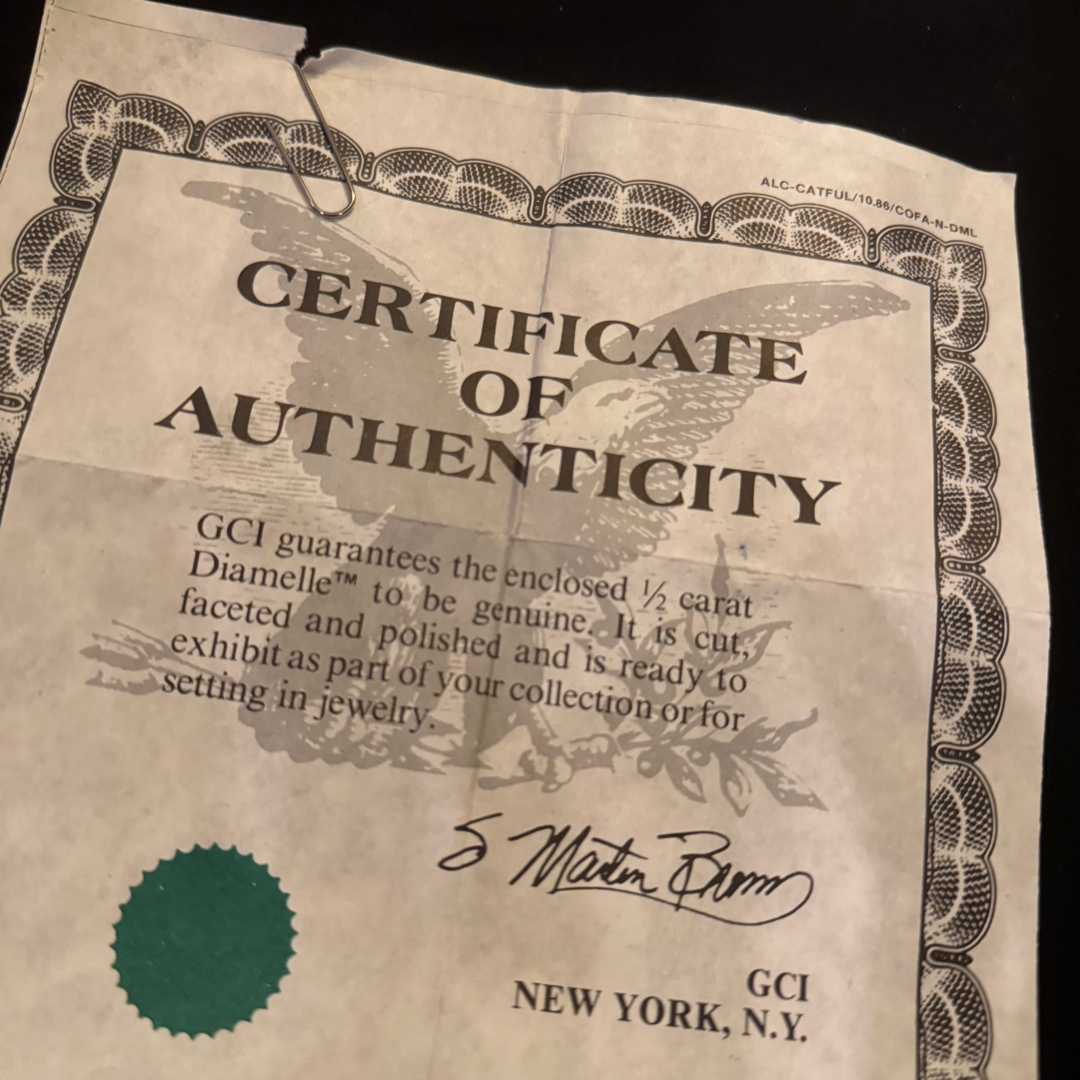 ALC-CATFUL/10.86/COFA-N-DML
CERTIFICATE
OF
AUTHENTICITY
GCI guarantees the enclosed ½ carat
Diamelle™ to be genuine. It is cut,
faceted and polished and is ready to
exhibit as part of your collection or for
setting in jewelry.
S Martin Brown
GCI
NEW YORK, N.Y.